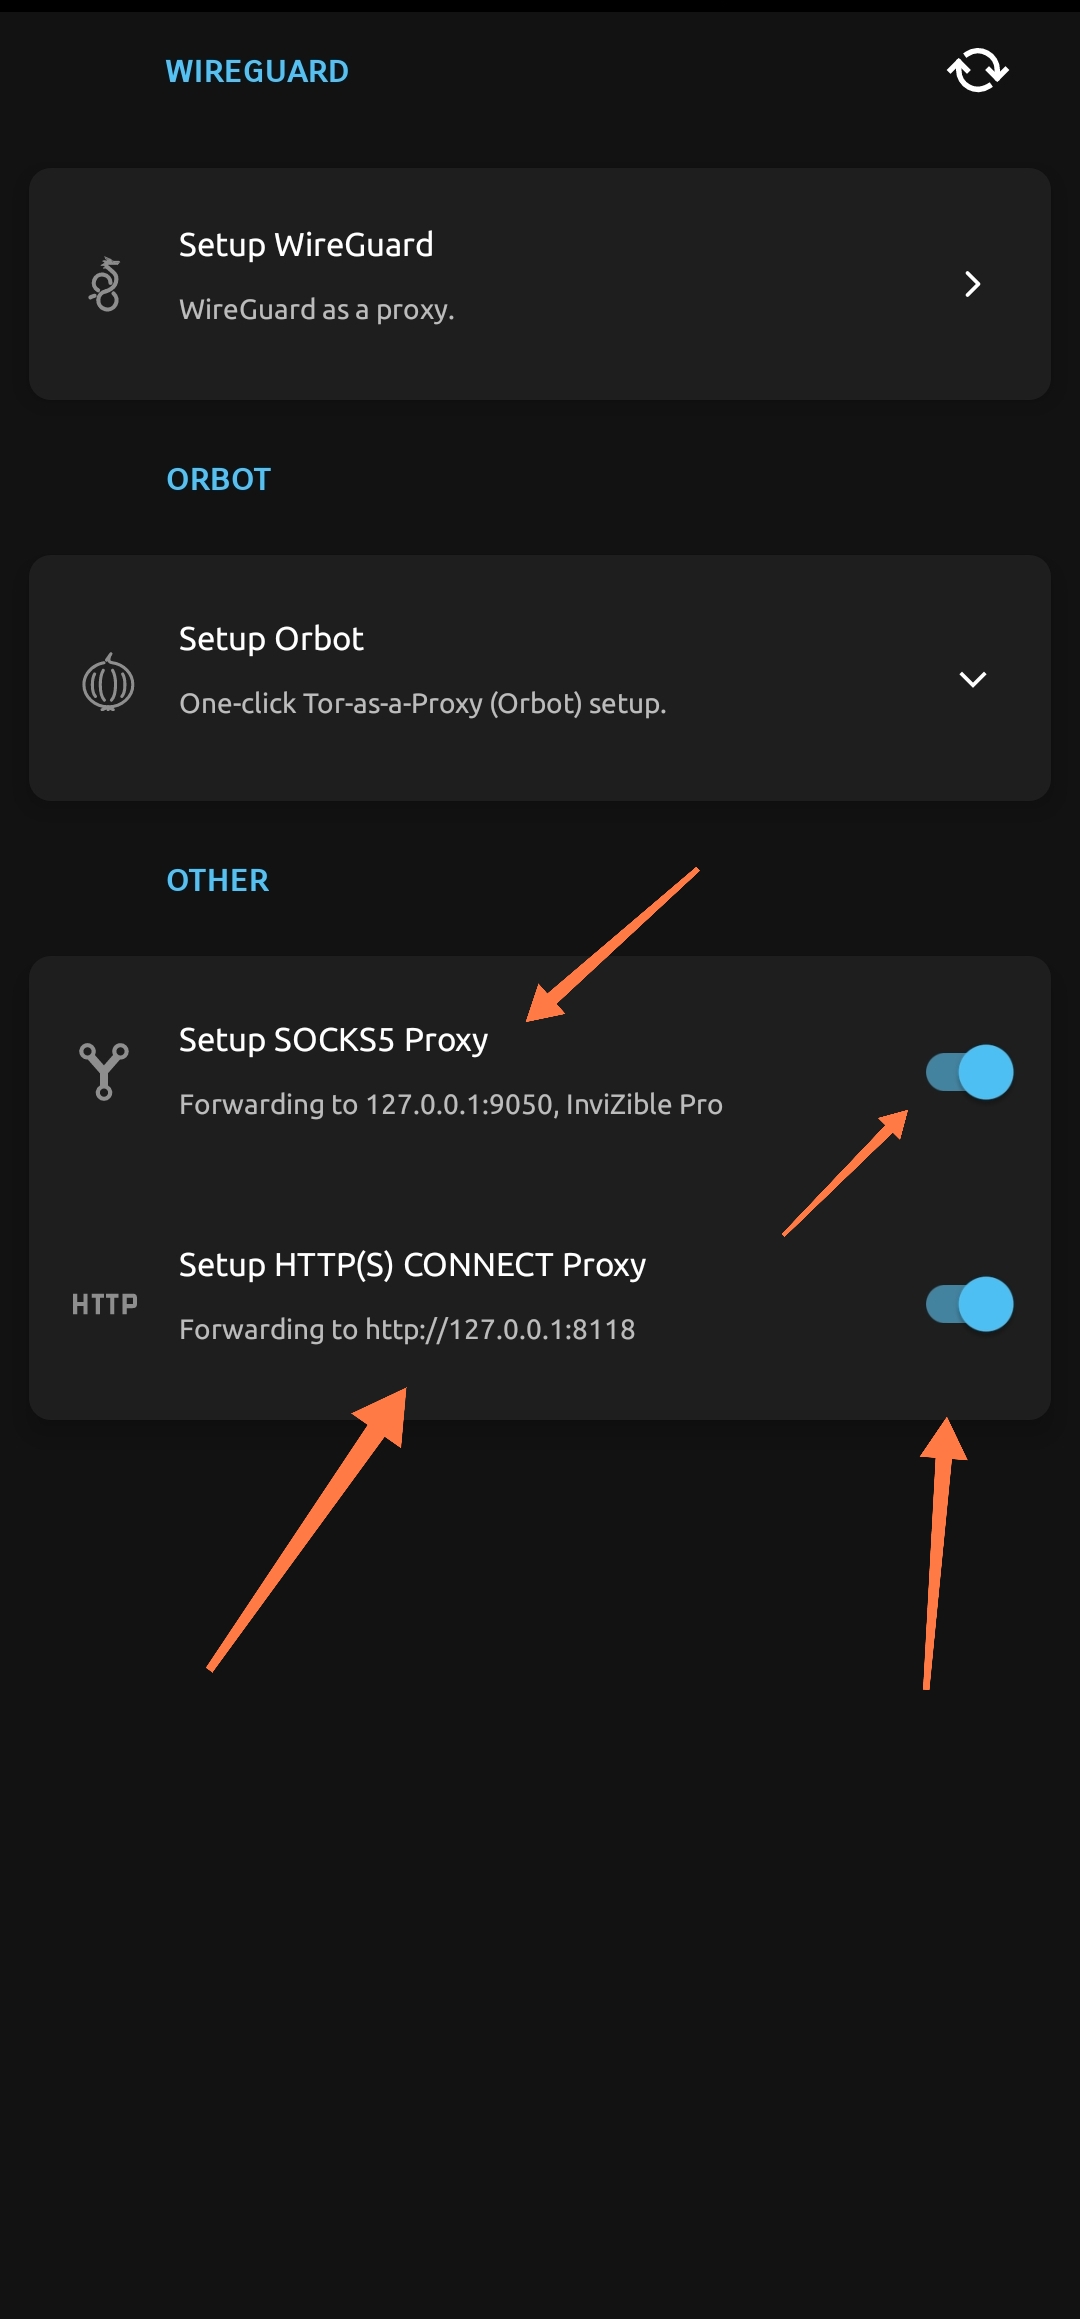 WIREGUARD
Setup WireGuard
WireGuard as a proxy.
ORBOT
Setup Orbot
One-click Tor-as-a-Proxy (Orbot) setup.
OTHER
Setup SOCKS5 Proxy
Forwarding to 127.0.0.1:9050, InviZible Pro
HTTP
Setup HTTP(S) CONNECT Proxy
Forwarding to http://127.0.0.1:8118